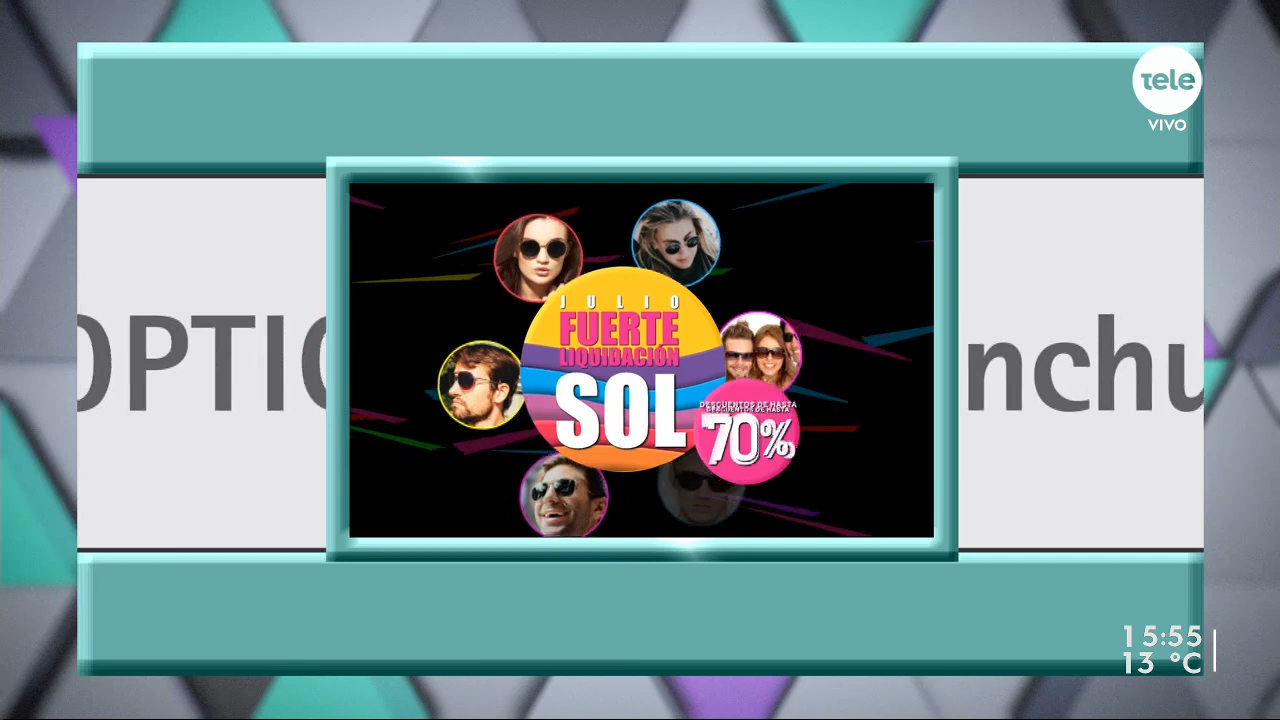 tele
VIVO
OPTIC
nchu
JULIO
FUERTE
LIQUIDACIÓN
SOL
DESCUENTOS DE HASTA
DESCUENTOS DE HASTA
70%
15:55
13 °C